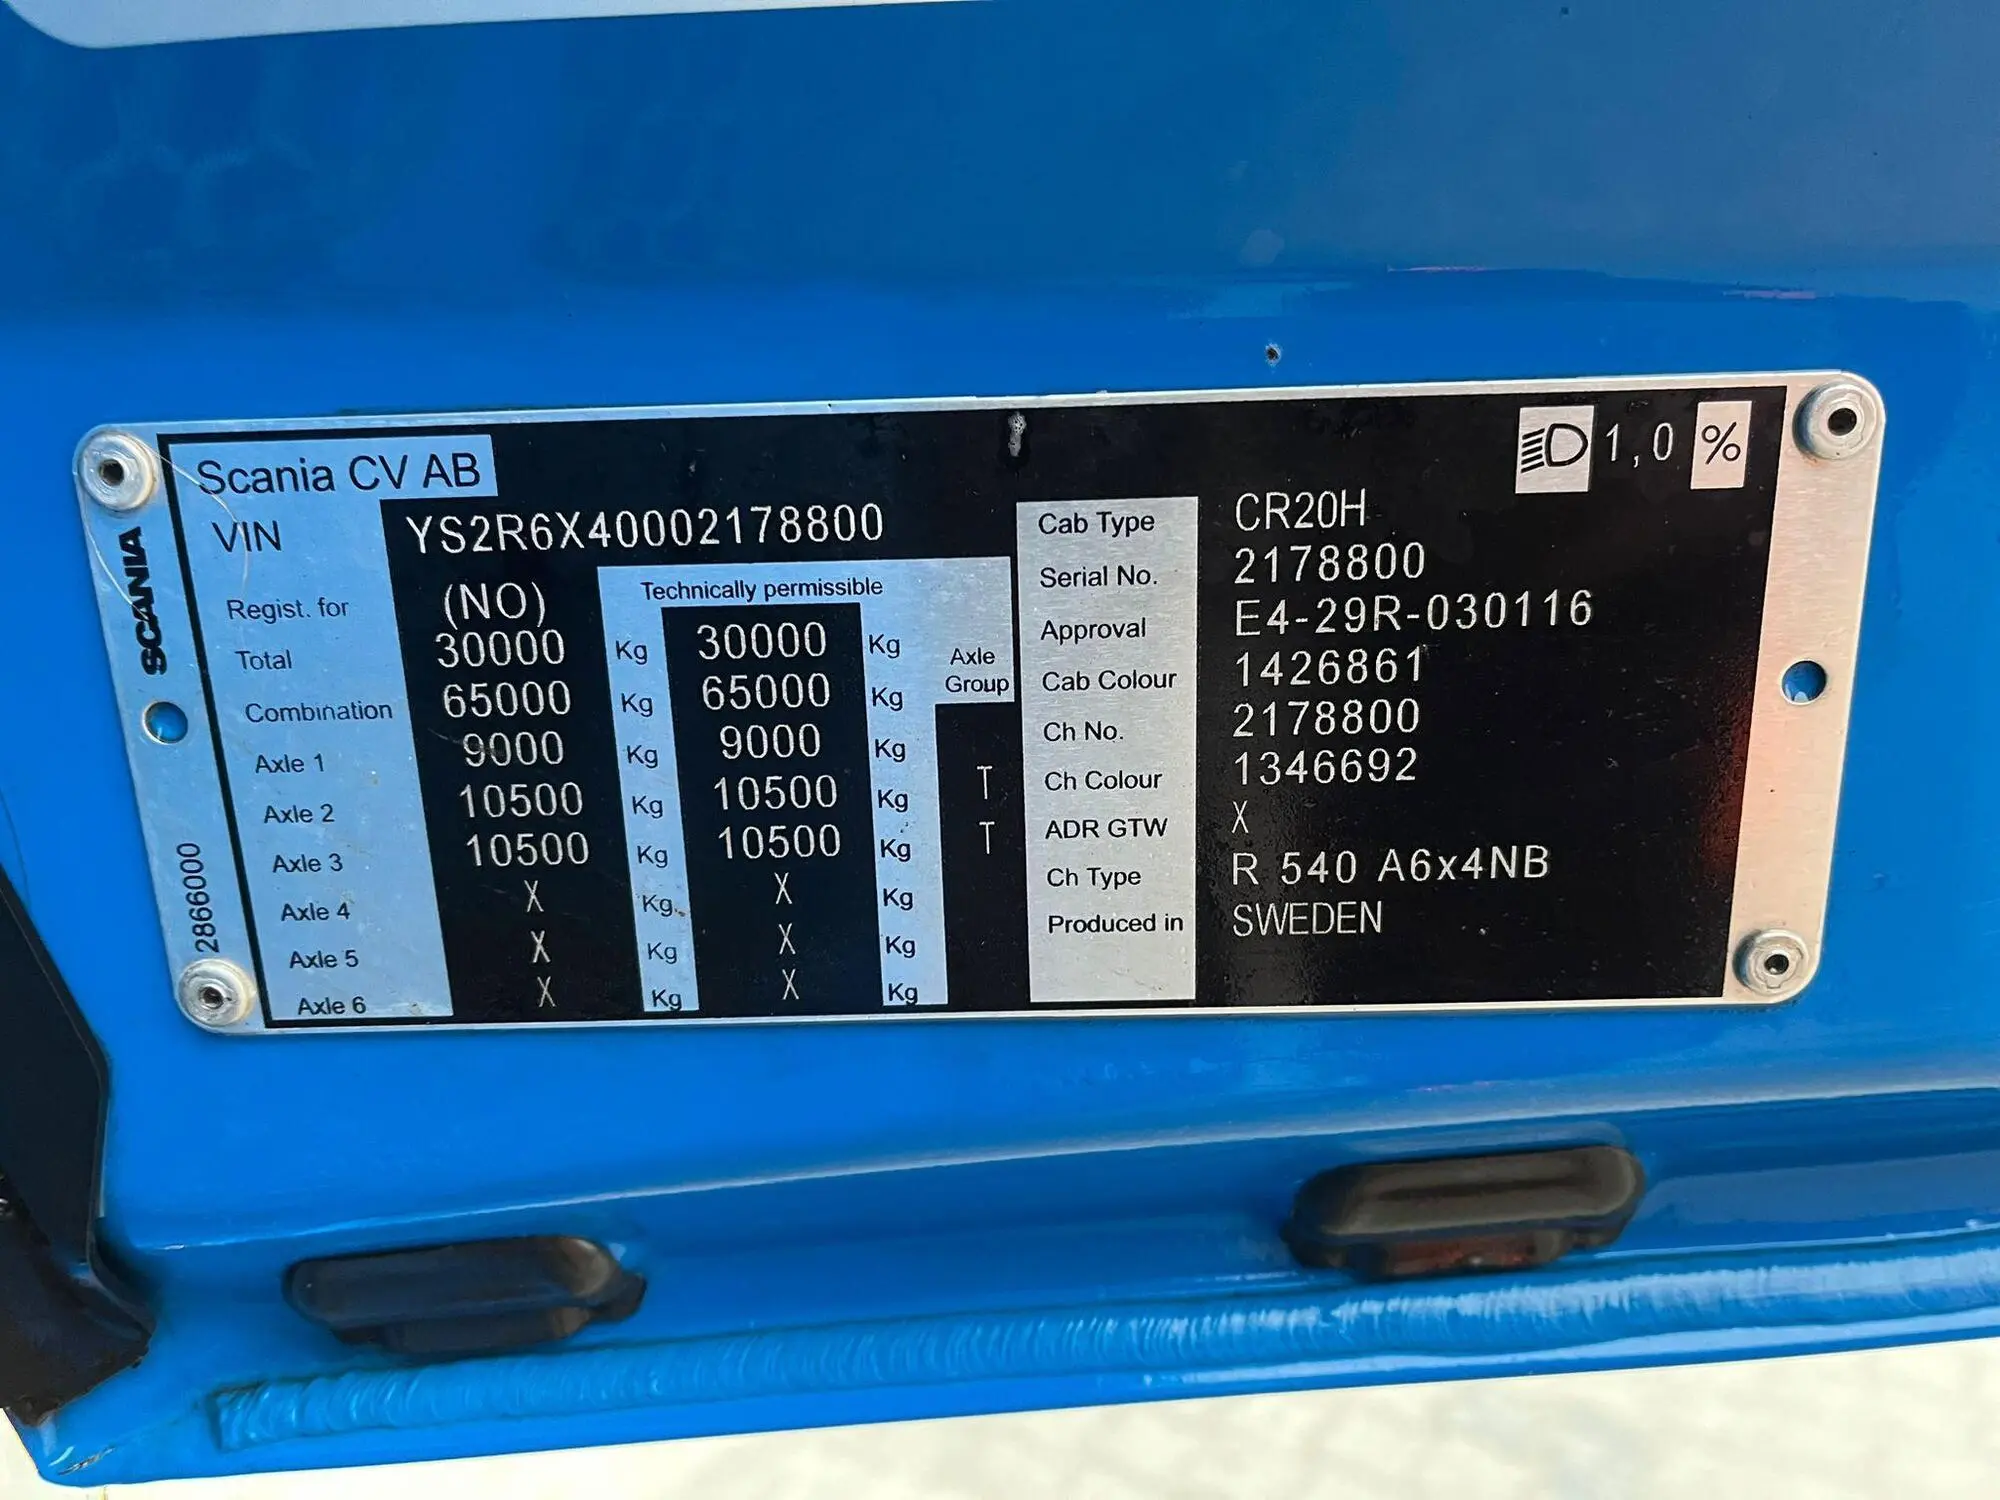 Scania CV AB
1,0 %
VIN YS2R6X40002178800
Regist. for (NO) Technically permissible
Total 30000 Kg 30000 Kg
Axle Group
Combination 65000 Kg 65000 Kg
Axle 1 9000 Kg 9000 Kg
Axle 2 10500 Kg 10500 Kg T
Axle 3 10500 Kg 10500 Kg T
Axle 4 X Kg X Kg
Axle 5 X Kg X Kg
Axle 6 X Kg X Kg
Cab Type CR20H
Serial No. 2178800
Approval E4-29R-030116
Cab Colour 1426861
Ch No. 2178800
Ch Colour 1346692
ADR GTW X
Ch Type R 540 A6x4NB
Produced in SWEDEN
SCANIA
2866000